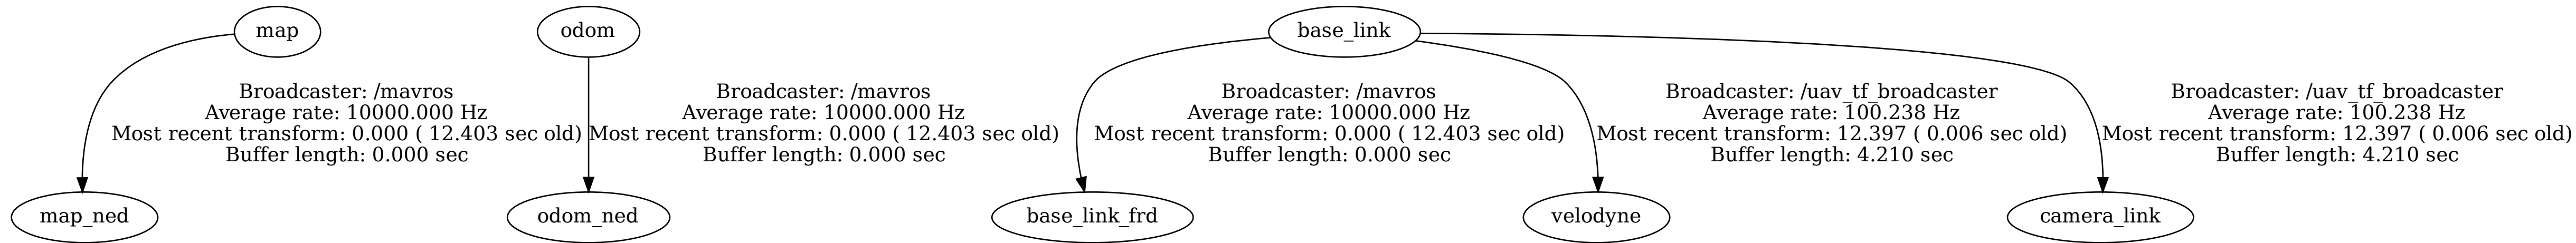 map
odom
base_link
Broadcaster: /mavros
Average rate: 10000.000 Hz
Most recent transform: 0.000 ( 12.403 sec old)
Buffer length: 0.000 sec
Broadcaster: /mavros
Average rate: 10000.000 Hz
Most recent transform: 0.000 ( 12.403 sec old)
Buffer length: 0.000 sec
Broadcaster: /mavros
Average rate: 10000.000 Hz
Most recent transform: 0.000 ( 12.403 sec old)
Buffer length: 0.000 sec
Broadcaster: /uav_tf_broadcaster
Average rate: 100.238 Hz
Most recent transform: 12.397 ( 0.006 sec old)
Buffer length: 4.210 sec
Broadcaster: /uav_tf_broadcaster
Average rate: 100.238 Hz
Most recent transform: 12.397 ( 0.006 sec old)
Buffer length: 4.210 sec
map_ned
odom_ned
base_link_frd
velodyne
camera_link